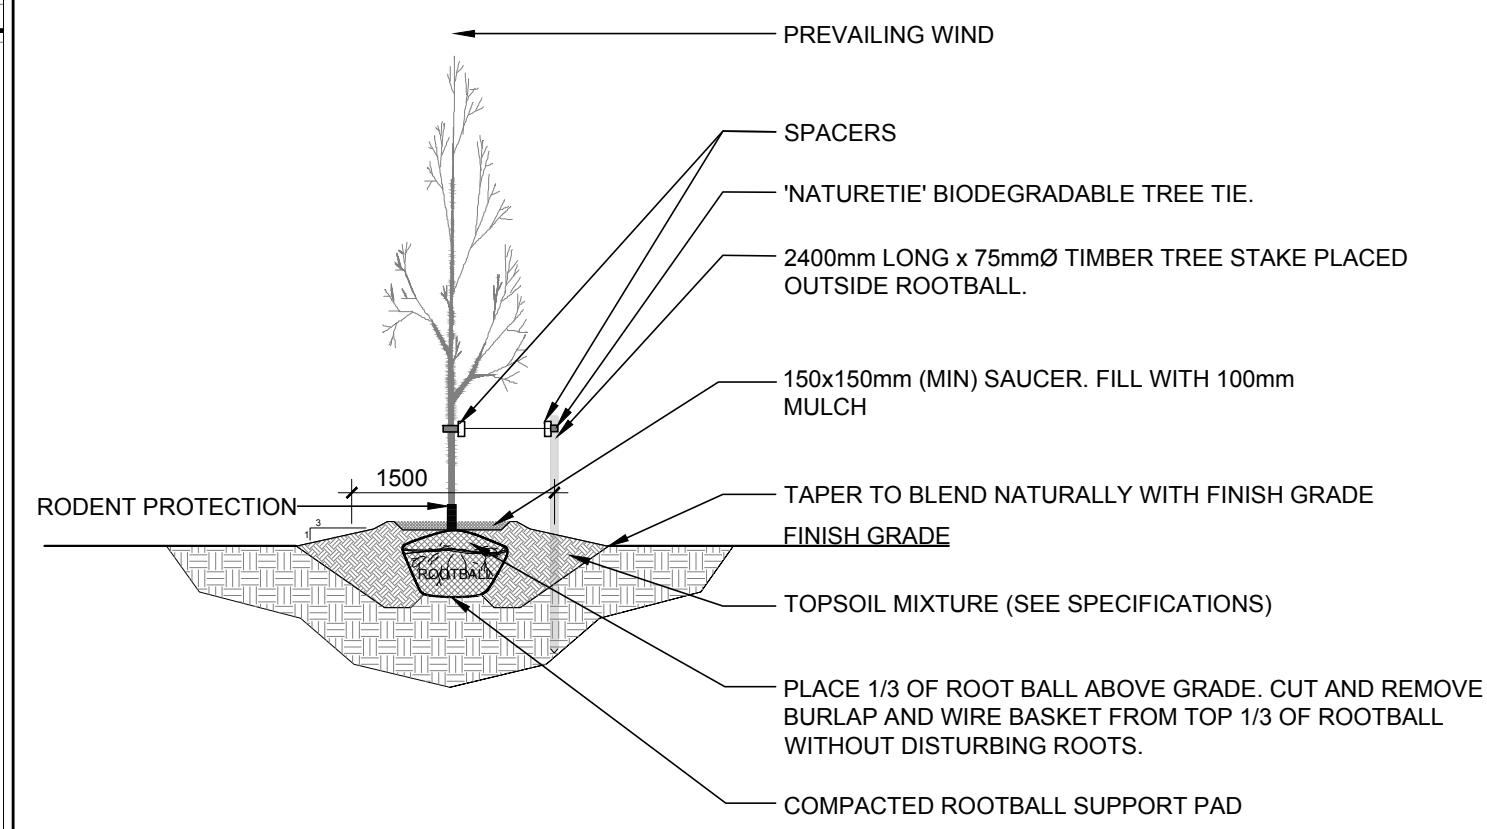 PREVAILING WIND
SPACERS
'NATURETIE' BIODEGRADABLE TREE TIE.
2400mm LONG x 75mmØ TIMBER TREE STAKE PLACED
OUTSIDE ROOTBALL.
150x150mm (MIN) SAUCER. FILL WITH 100mm
MULCH
1500
RODENT PROTECTION
3
1
TAPER TO BLEND NATURALLY WITH FINISH GRADE
FINISH GRADE
ROOTBALL
TOPSOIL MIXTURE (SEE SPECIFICATIONS)
PLACE 1/3 OF ROOT BALL ABOVE GRADE. CUT AND REMOVE
BURLAP AND WIRE BASKET FROM TOP 1/3 OF ROOTBALL
WITHOUT DISTURBING ROOTS.
COMPACTED ROOTBALL SUPPORT PAD